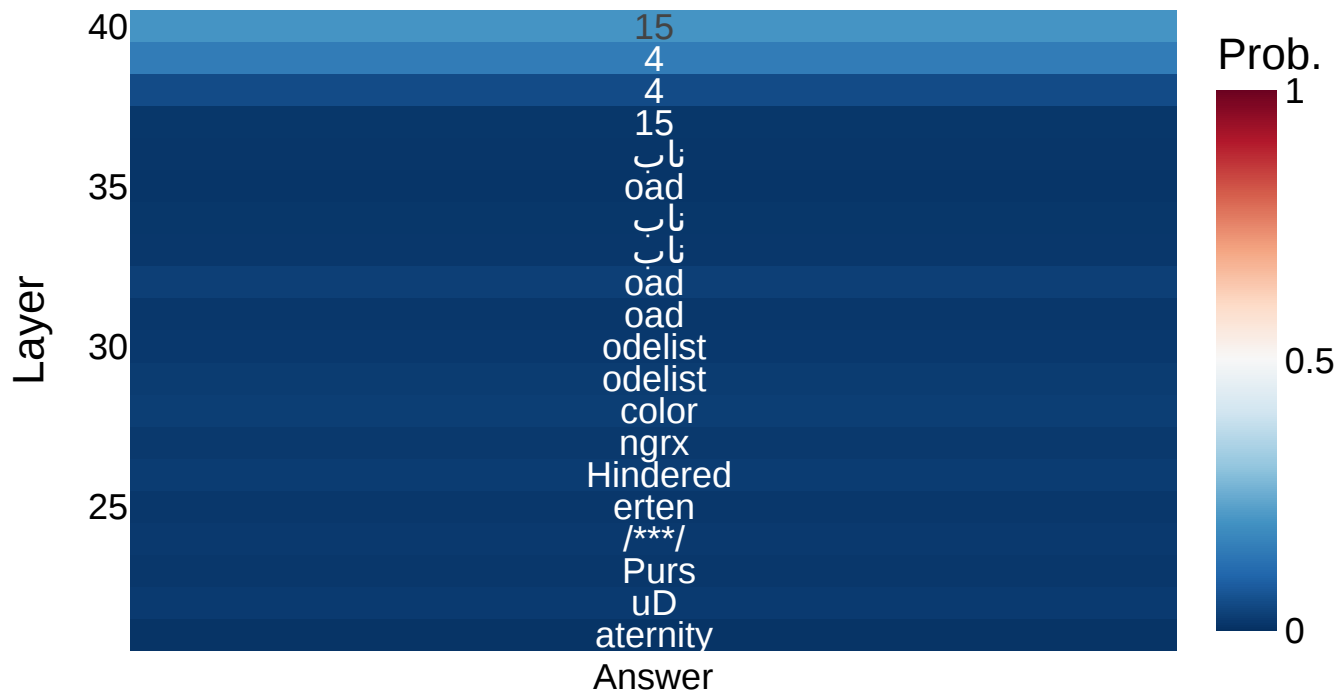 40
15
Prob.
4
4
1
15
ناب
35
oad
ناب
ناب
Layer
oad
oad
30
odelist
0.5
odelist
color
ngrx
Hindered
25
erten
/***/
Purs
uD
0
aternity
Answer